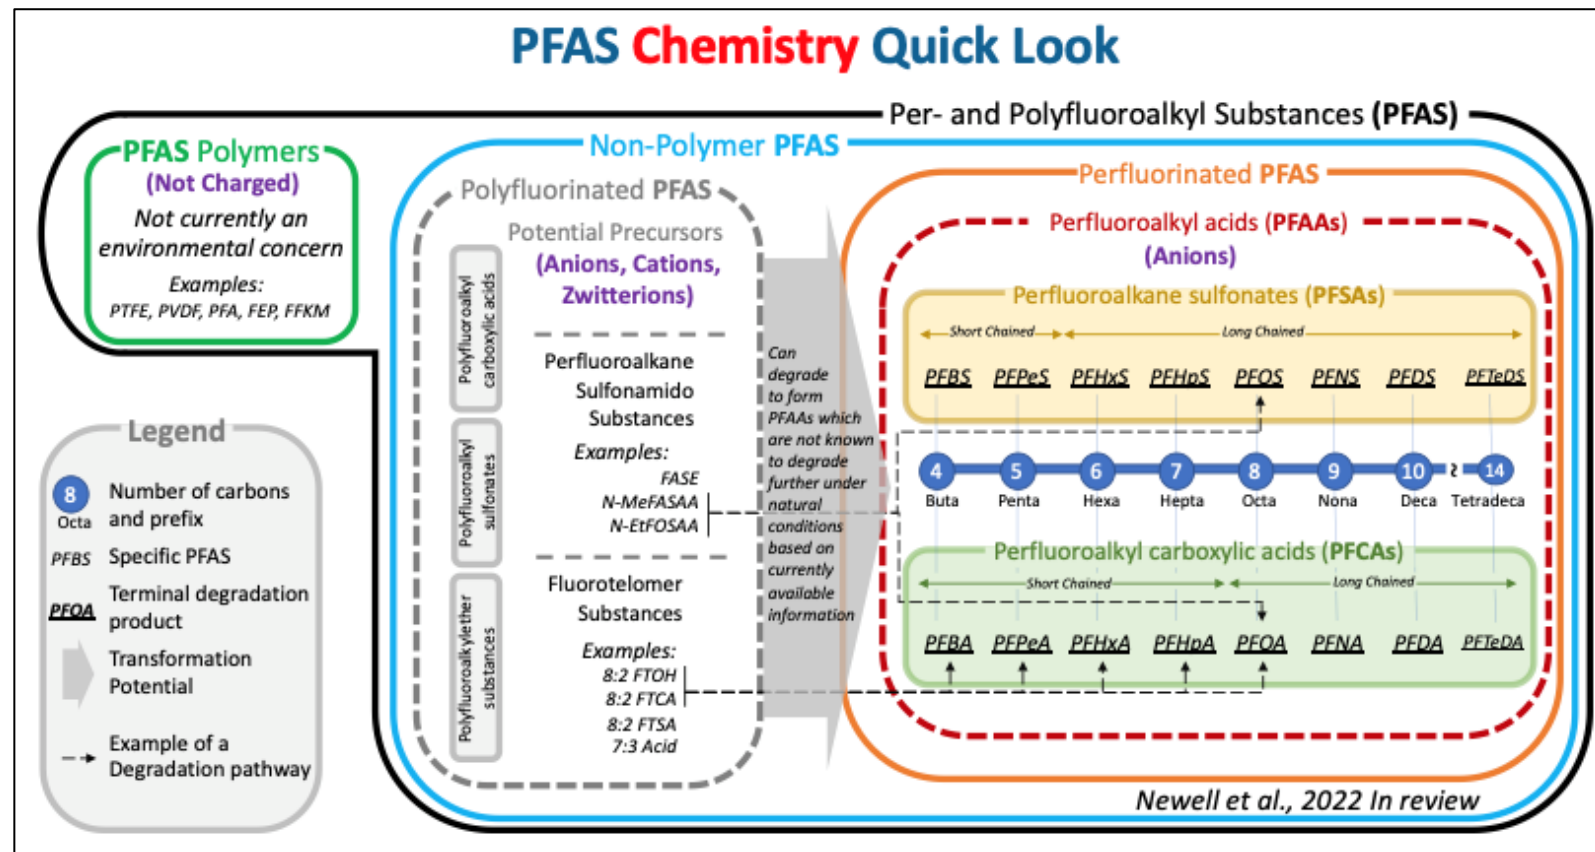 PFAS Chemistry Quick Look
Per- and Polyfluoroalkyl Substances (PFAS)
PFAS Polymers
(Not Charged)
Not currently an
environmental concern
Examples:
PTFE, PVDF, PFA, FEP, FFKM
Non-Polymer PFAS
Polyfluorinated PFAS
Potential Precursors
(Anions, Cations,
Zwitterions)
Polyfluoroalkyl
carboxylic acids
Polyfluoroalkyl
sulfonates
Polyfluoroalkylether
substances
Perfluoroalkane
Sulfonamido
Substances
Examples:
FASE
N-MeFASAA
N-EtFOSAA
Fluorotelomer
Substances
Examples:
8:2 FTOH
8:2 FTCA
8:2 FTSA
7:3 Acid
Can
degrade
to form
PFAAs which
are not known
to degrade
further under
natural
conditions
based on
currently
available
information
Perfluorinated PFAS
Perfluoroalkyl acids (PFAAs)
(Anions)
Perfluoroalkane sulfonates (PFSAs)
Short Chained Long Chained
PFBS PFPeS PFHxS PFHpS PFOS PFNS PFDS PFTeDS
4 5 6 7 8 9 10 ≀ 14
Buta Penta Hexa Hepta Octa Nona Deca Tetradeca
Perfluoroalkyl carboxylic acids (PFCAs)
Short Chained Long Chained
PFBA PFPeA PFHxA PFHpA PFOA PFNA PFDA PFTeDA
Legend
8
Octa
Number of carbons
and prefix
PFBS Specific PFAS
PFOA
Terminal degradation
product
Transformation
Potential
Example of a
Degradation pathway
Newell et al., 2022 In review